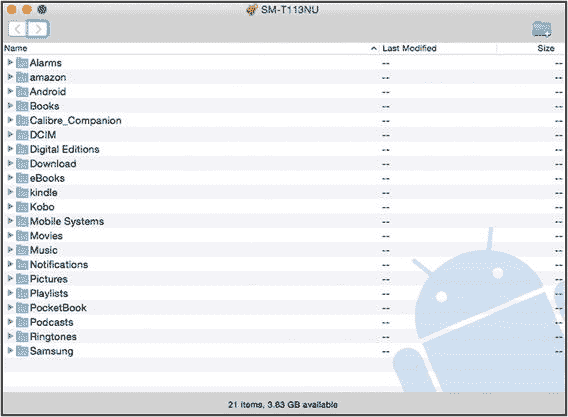 SM-T113NU
Name Last Modified Size
Alarms -- --
amazon -- --
Android -- --
Books -- --
Calibre_Companion -- --
DCIM -- --
Digital Editions -- --
Download -- --
eBooks -- --
kindle -- --
Kobo -- --
Mobile Systems -- --
Movies -- --
Music -- --
Notifications -- --
Pictures -- --
Playlists -- --
PocketBook -- --
Podcasts -- --
Ringtones -- --
Samsung -- --
21 items, 3.83 GB available